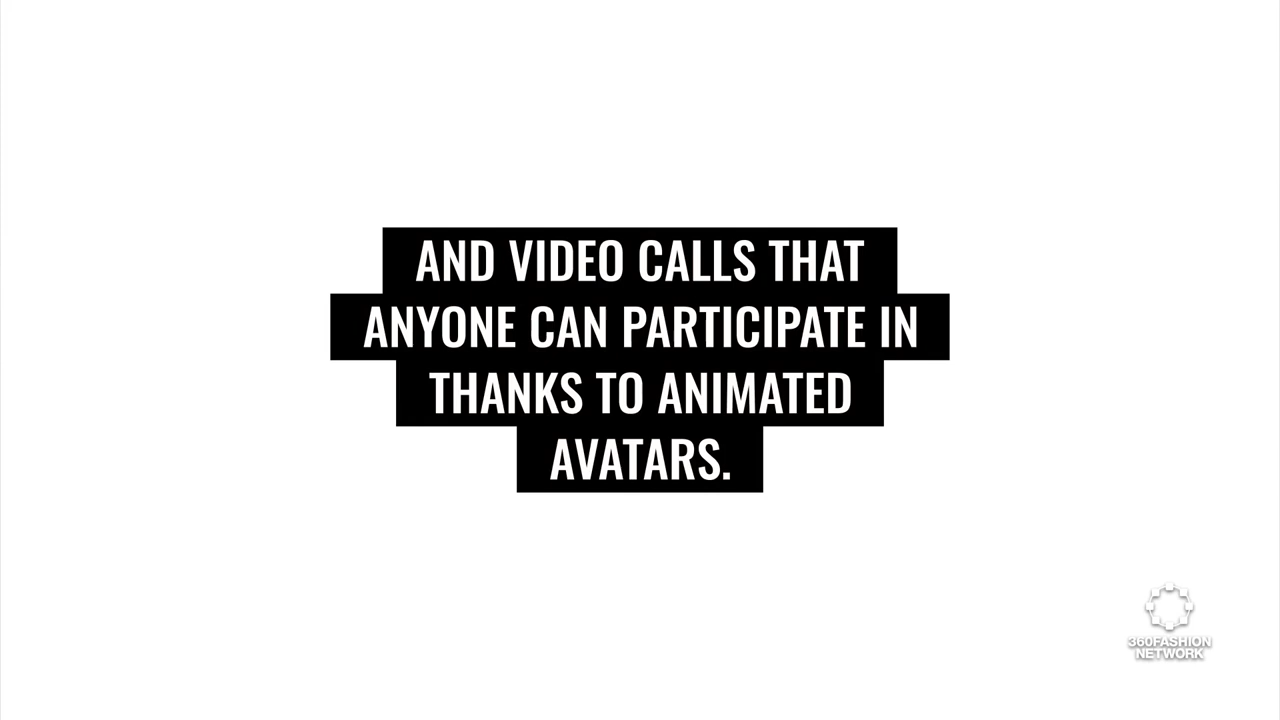 AND VIDEO CALLS THAT
ANYONE CAN PARTICIPATE IN
THANKS TO ANIMATED
AVATARS.
360FASHION
NETWORK